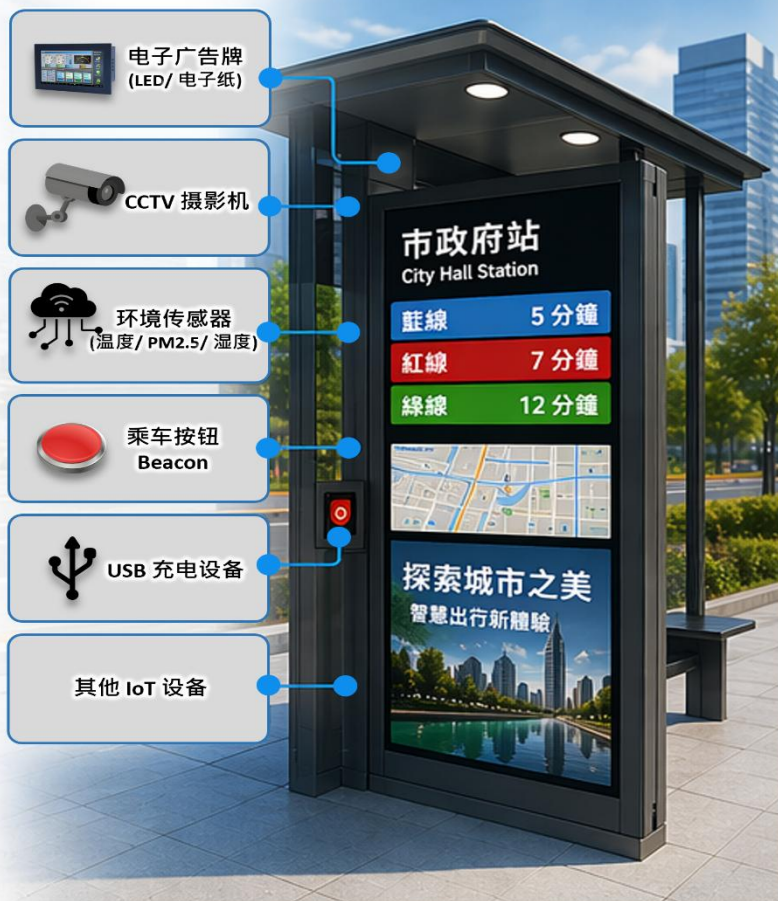 电子广告牌
(LED/ 电子纸)
CCTV 摄影机
环境传感器
(温度/ PM2.5/ 湿度)
乘车按钮
Beacon
USB 充电设备
其他 IoT 设备
市政府站
City Hall Station
藍線 5 分鐘
紅線 7 分鐘
綠線 12 分鐘
探索城市之美
智慧出行新體驗